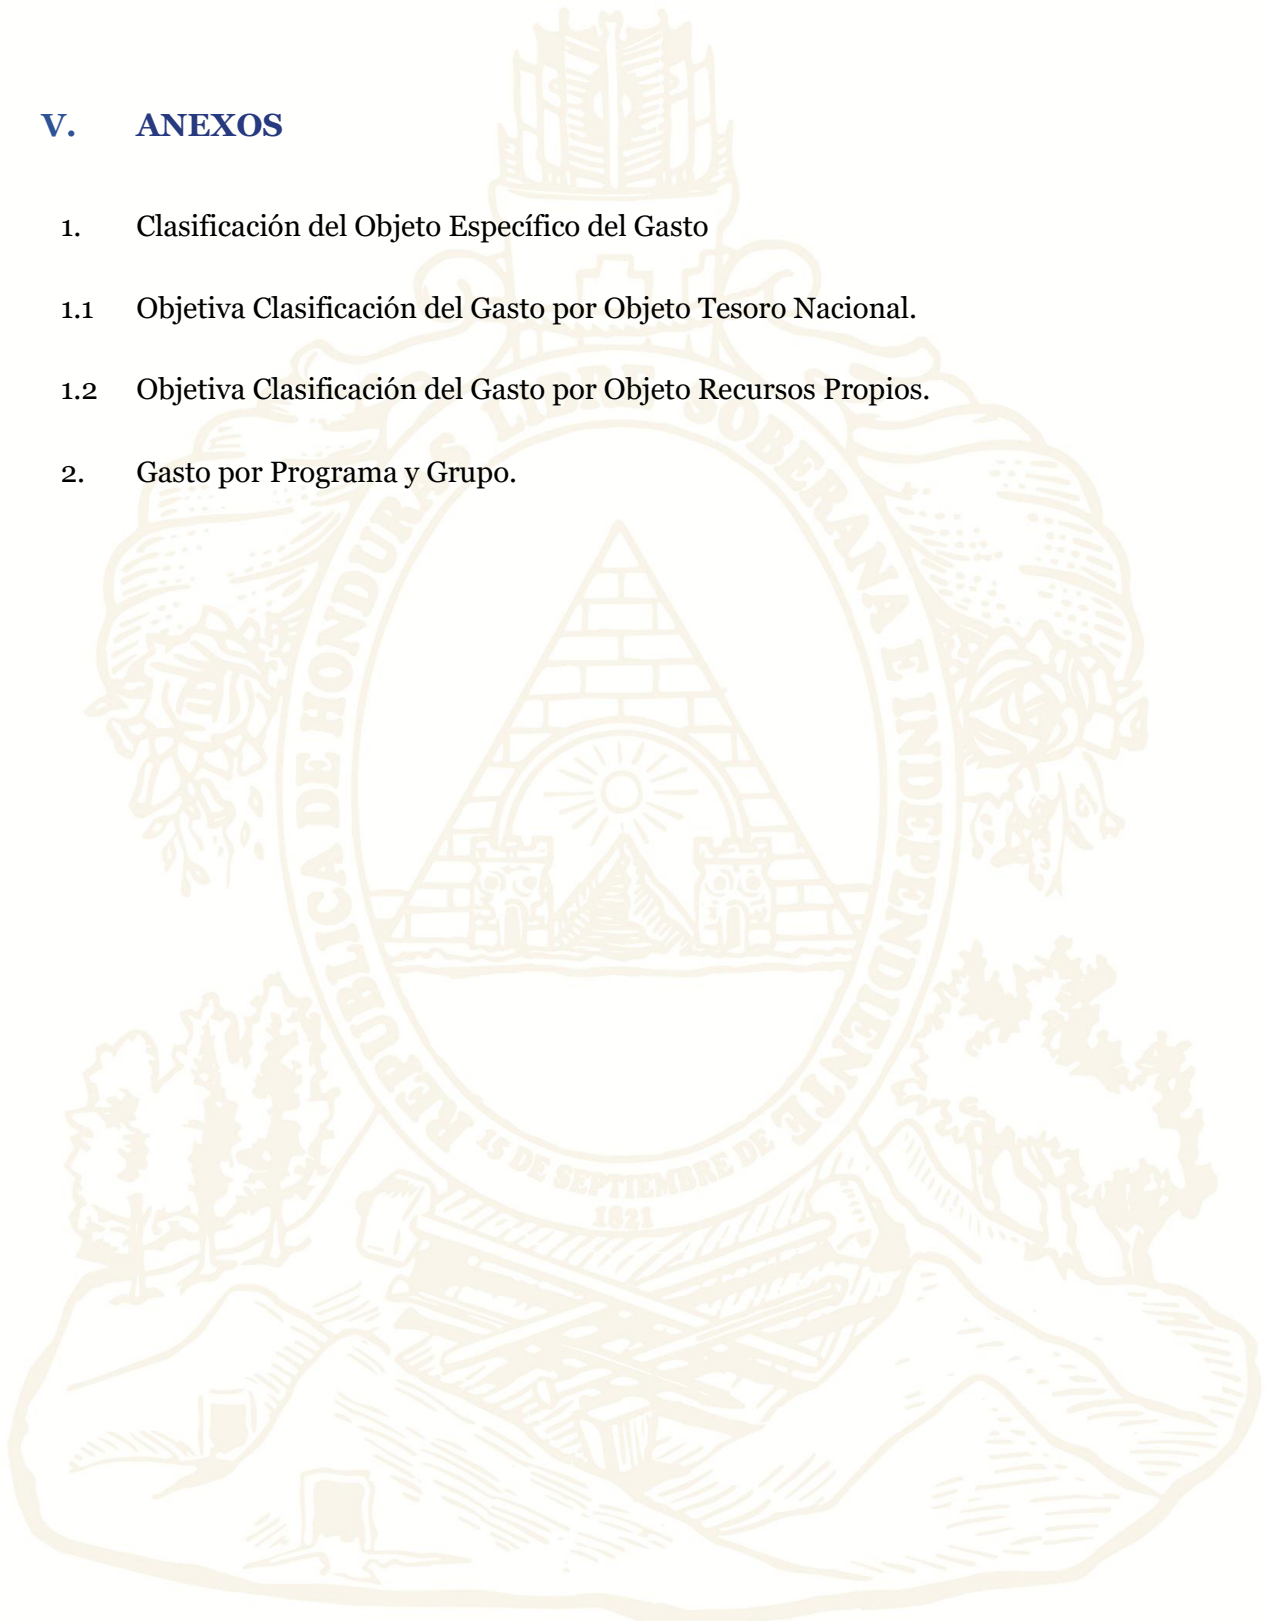 V. ANEXOS
1. Clasificación del Objeto Específico del Gasto
1.1 Objetiva Clasificación del Gasto por Objeto Tesoro Nacional.
1.2 Objetiva Clasificación del Gasto por Objeto Recursos Propios.
2. Gasto por Programa y Grupo.
REPUBLICA DE HONDURAS LIBRE SOBERANA E INDEPENDIENTE
15 DE SEPTIEMBRE DE
1821